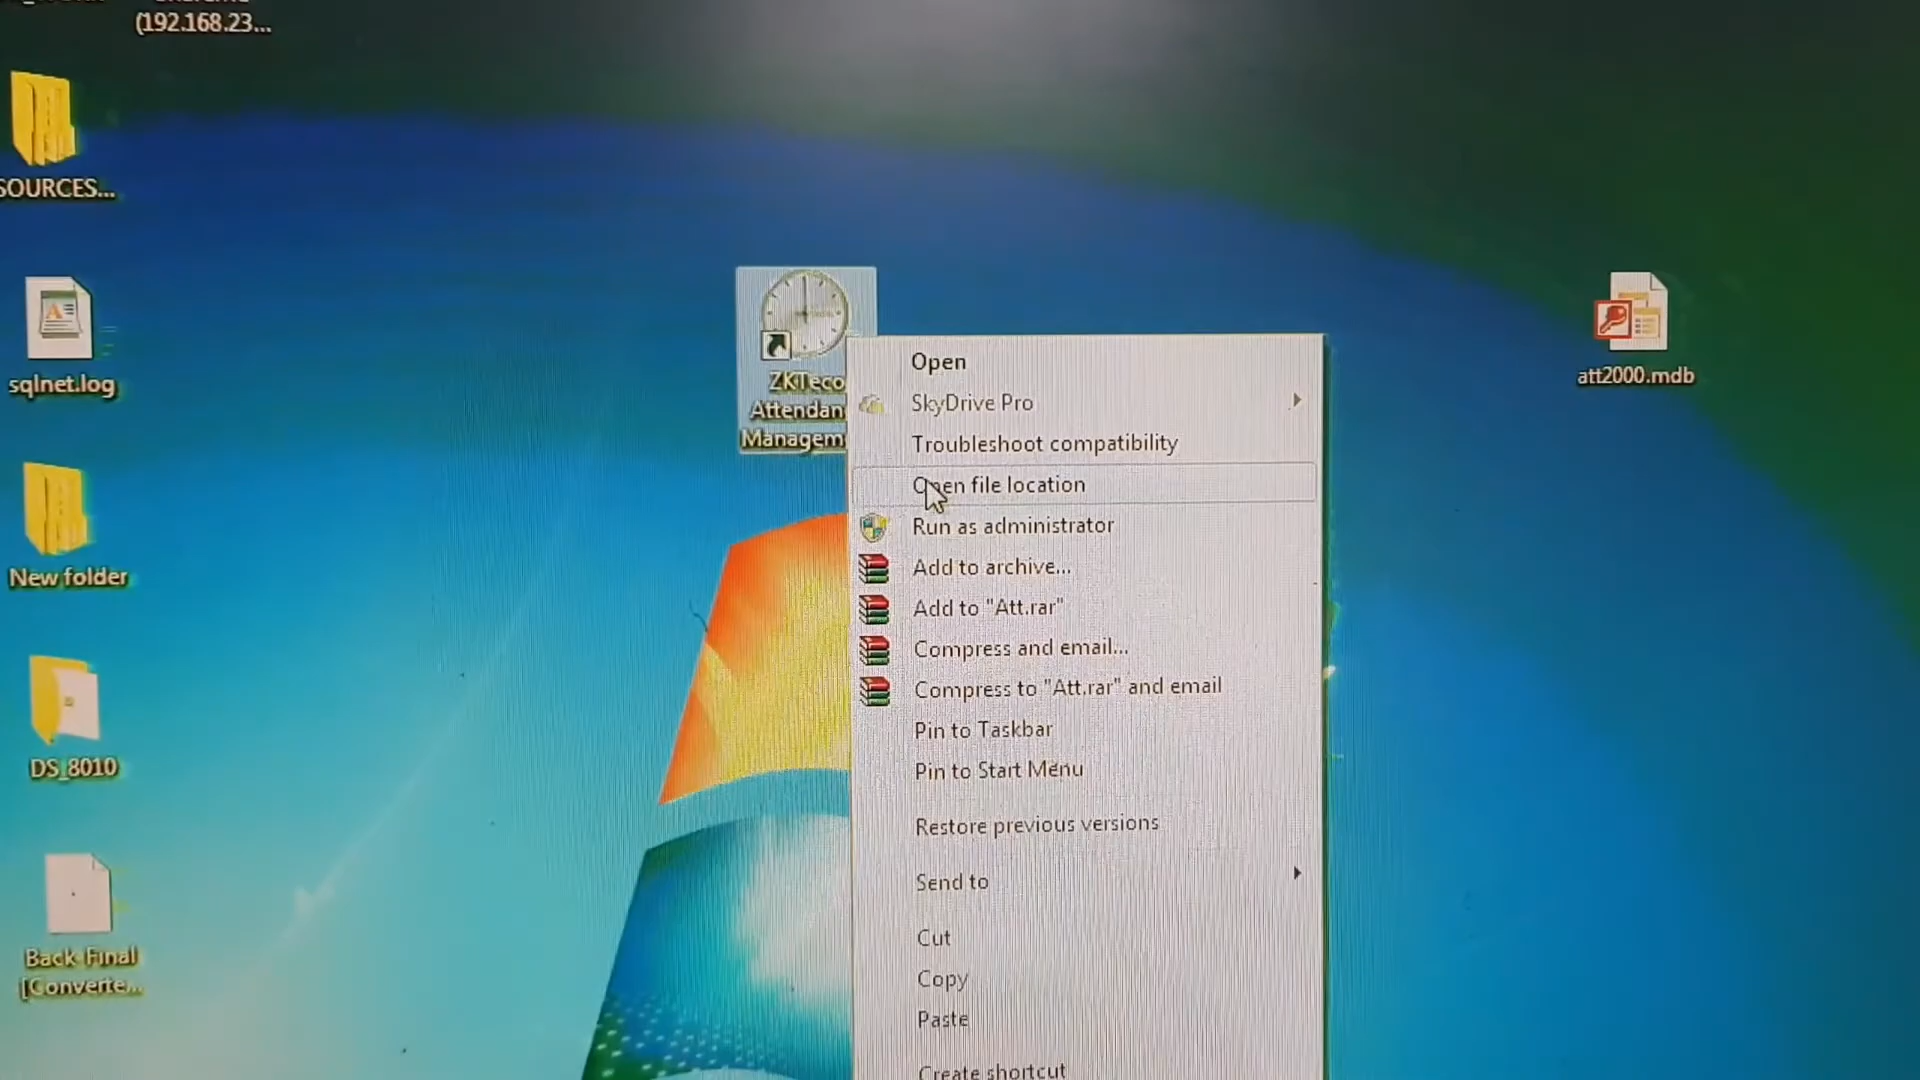 (192.168.23...
SOURCES...
sqlnet.log
New folder
DS_8010
Back-Final
[Converte...
ZKTeco
Attendan
Managem
att2000.mdb
Open
SkyDrive Pro
Troubleshoot compatibility
Open file location
Run as administrator
Add to archive...
Add to "Att.rar"
Compress and email...
Compress to "Att.rar" and email
Pin to Taskbar
Pin to Start Menu
Restore previous versions
Send to
Cut
Copy
Paste
Create shortcut